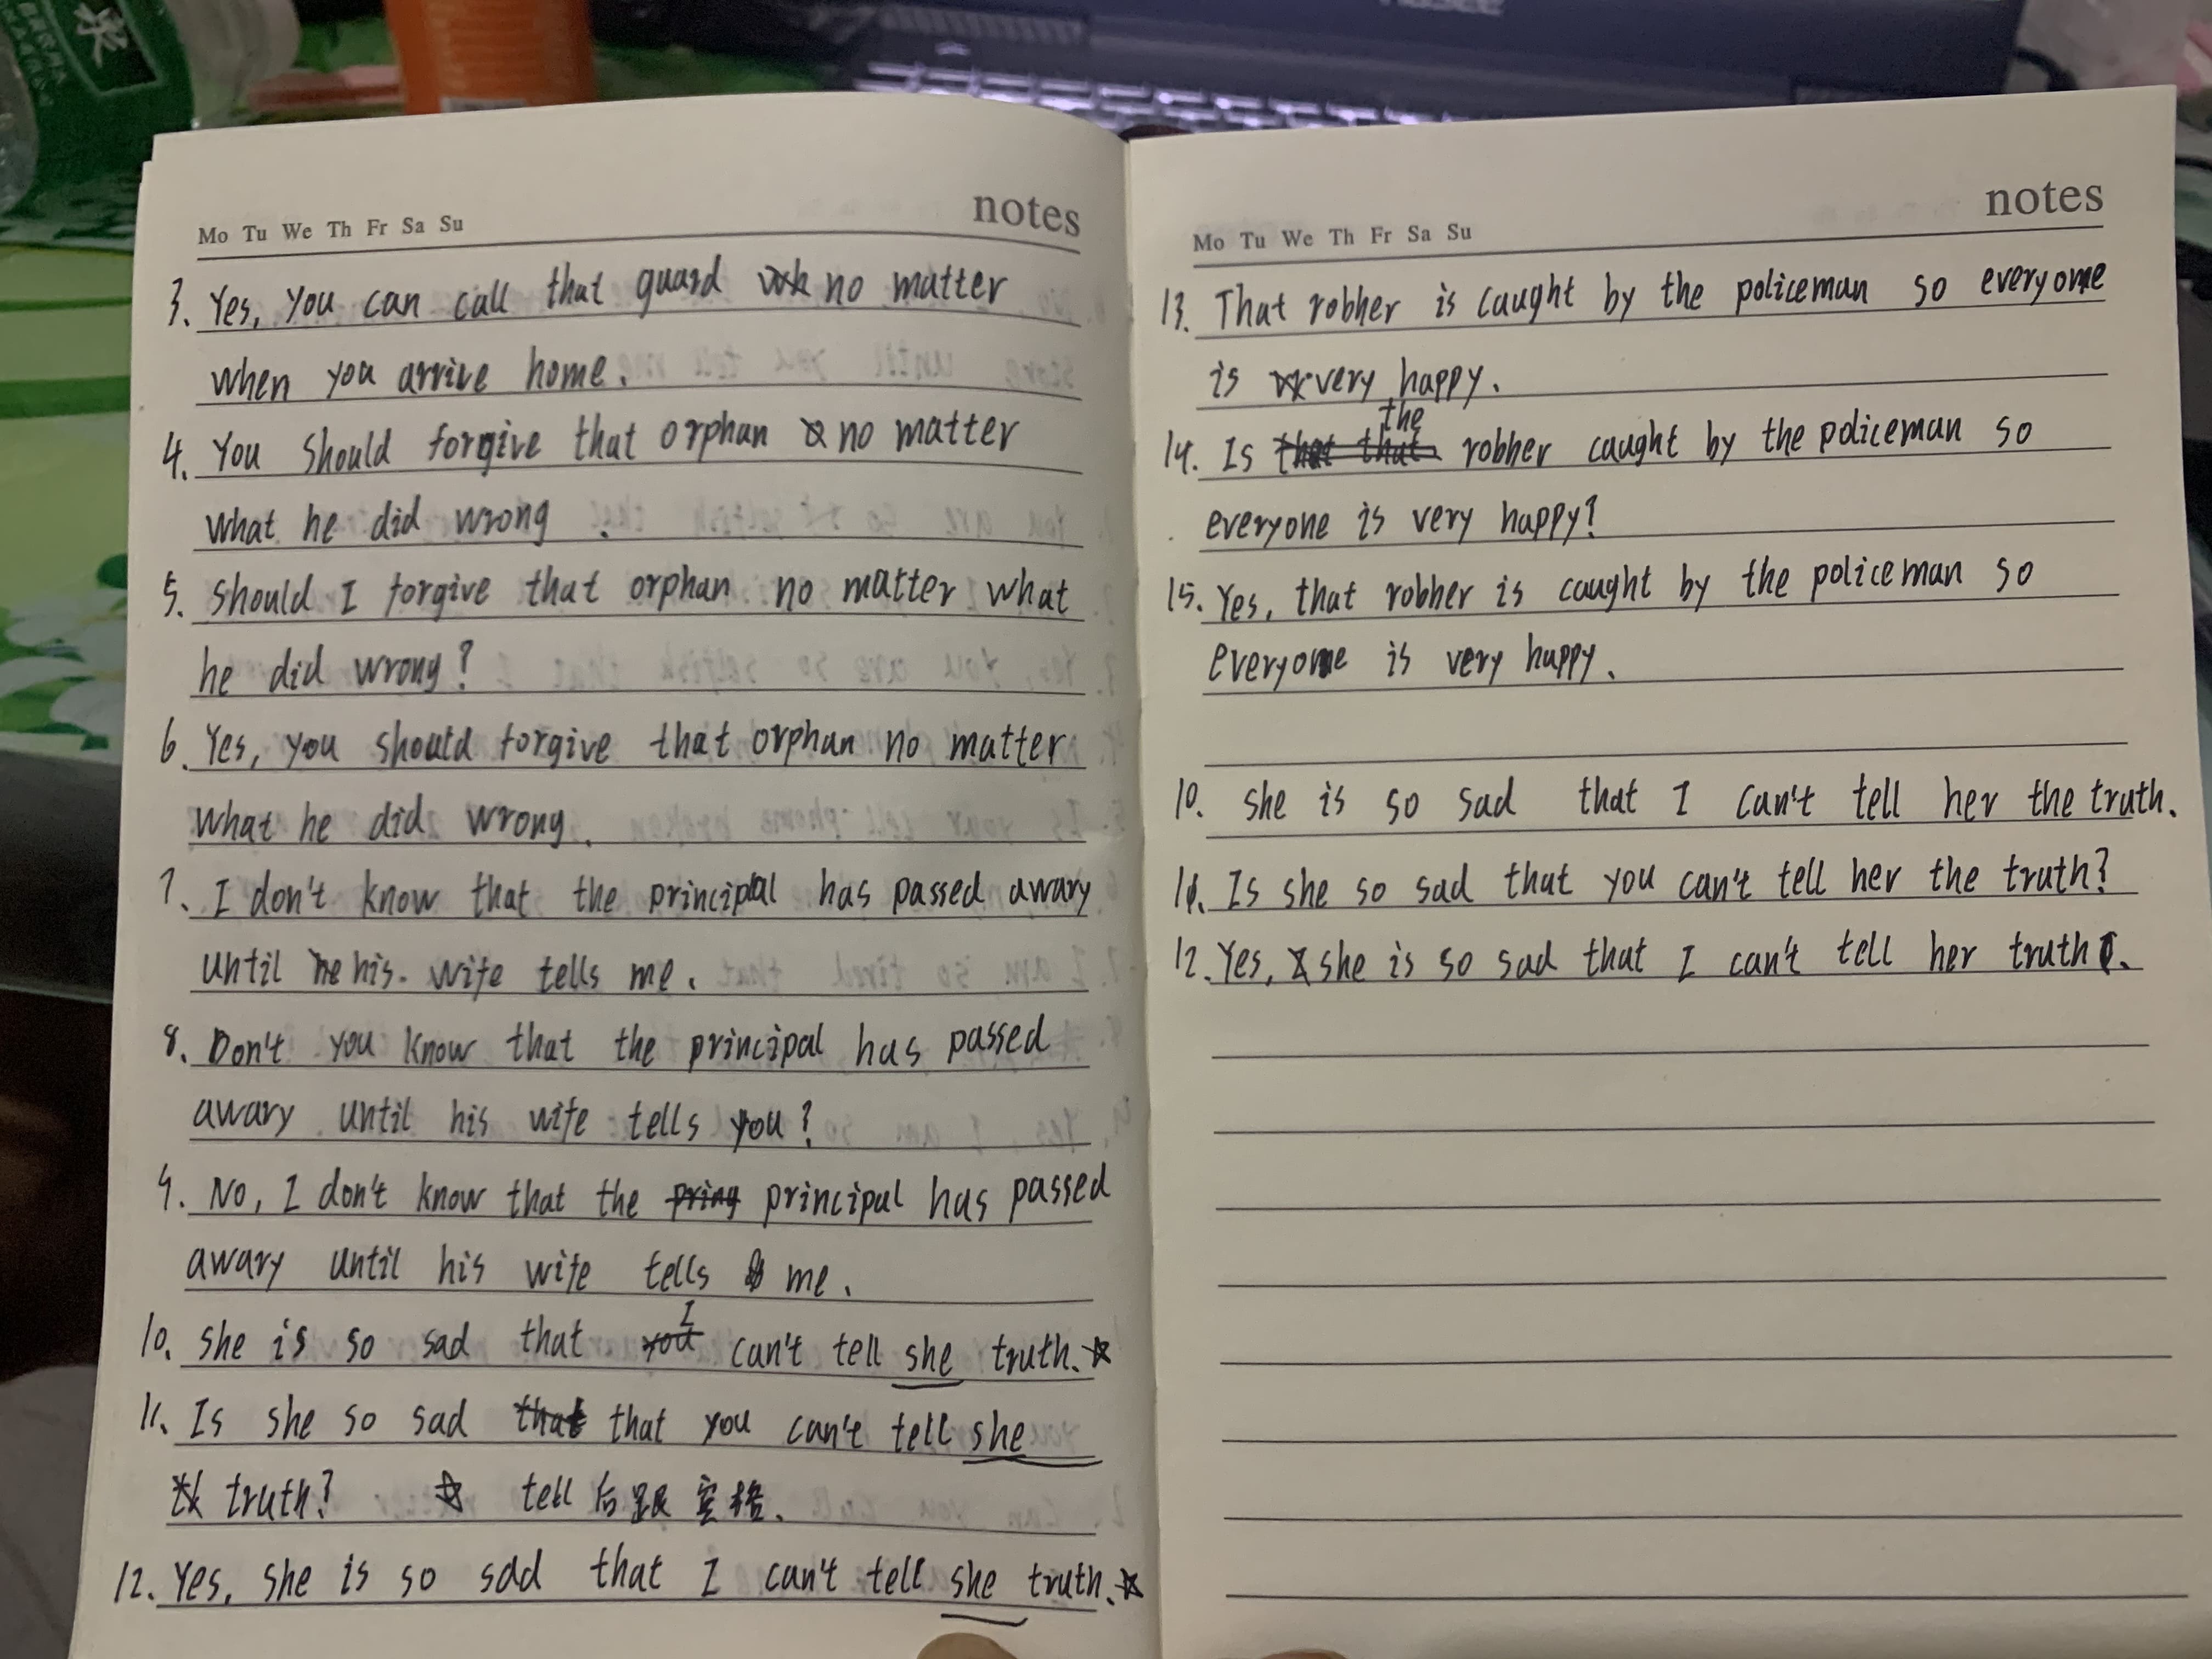 Mo Tu We Th Fr Sa Su notes
3. Yes, you can call that guard no matter
when you arrive home.
4. You should forgive that orphan no matter
what he did wrong.
5. should I forgive that orphan no matter what
he did wrong?
6. Yes, you should forgive that orphan no matter
what he did wrong.
7. I don't know that the principal has passed awary
until his wife tells me.
8. Don't you know that the principal has passed
awary until his wife tells you?
9. No, I don't know that the pring principal has passed
awary until his wife tells me.
I
10. she is so sad that you can't tell she truth. ☆
11. Is she so sad that that you can't tell she
truth? ☆ tell 后跟宾格.
12. Yes, she is so sad that I can't tell she truth. ☆
Mo Tu We Th Fr Sa Su notes
13. That robher is caught by the policeman so everyone
is very happy.
the
14. Is that that robher caught by the policeman so
everyone is very happy?
15. Yes, that robher is caught by the policeman so
everyone is very happy.
10. she is so sad that I can't tell her the truth.
11. Is she so sad that you can't tell her the truth?
12. Yes, she is so sad that I can't tell her truth.